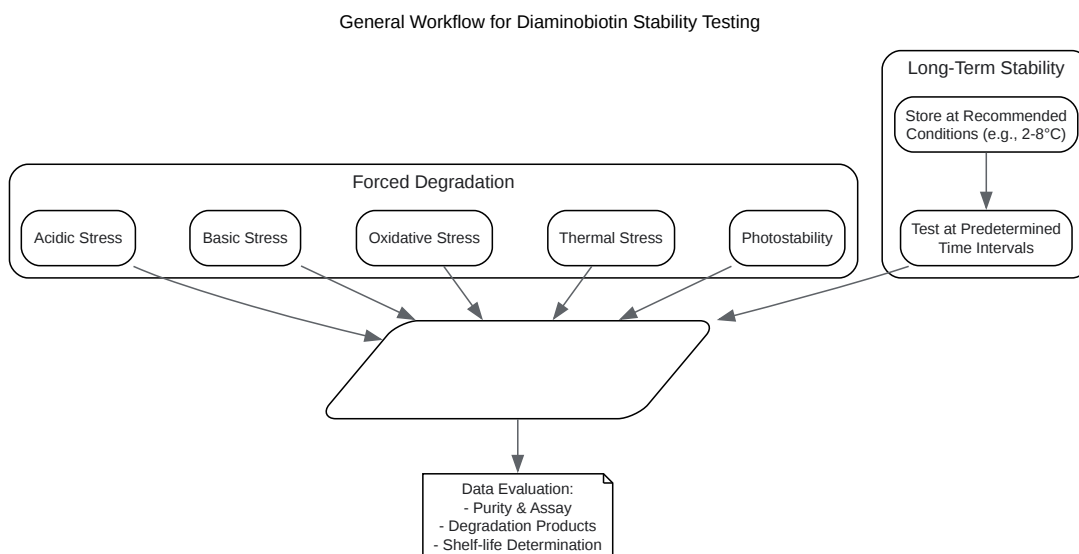 General Workflow for Diaminobiotin Stability Testing
Long-Term Stability
Store at Recommended
Conditions (e.g., 2-8°C)
Test at Predetermined
Time Intervals
Forced Degradation
Acidic Stress
Basic Stress
Oxidative Stress
Thermal Stress
Photostability
Data Evaluation:
- Purity & Assay
- Degradation Products
- Shelf-life Determination